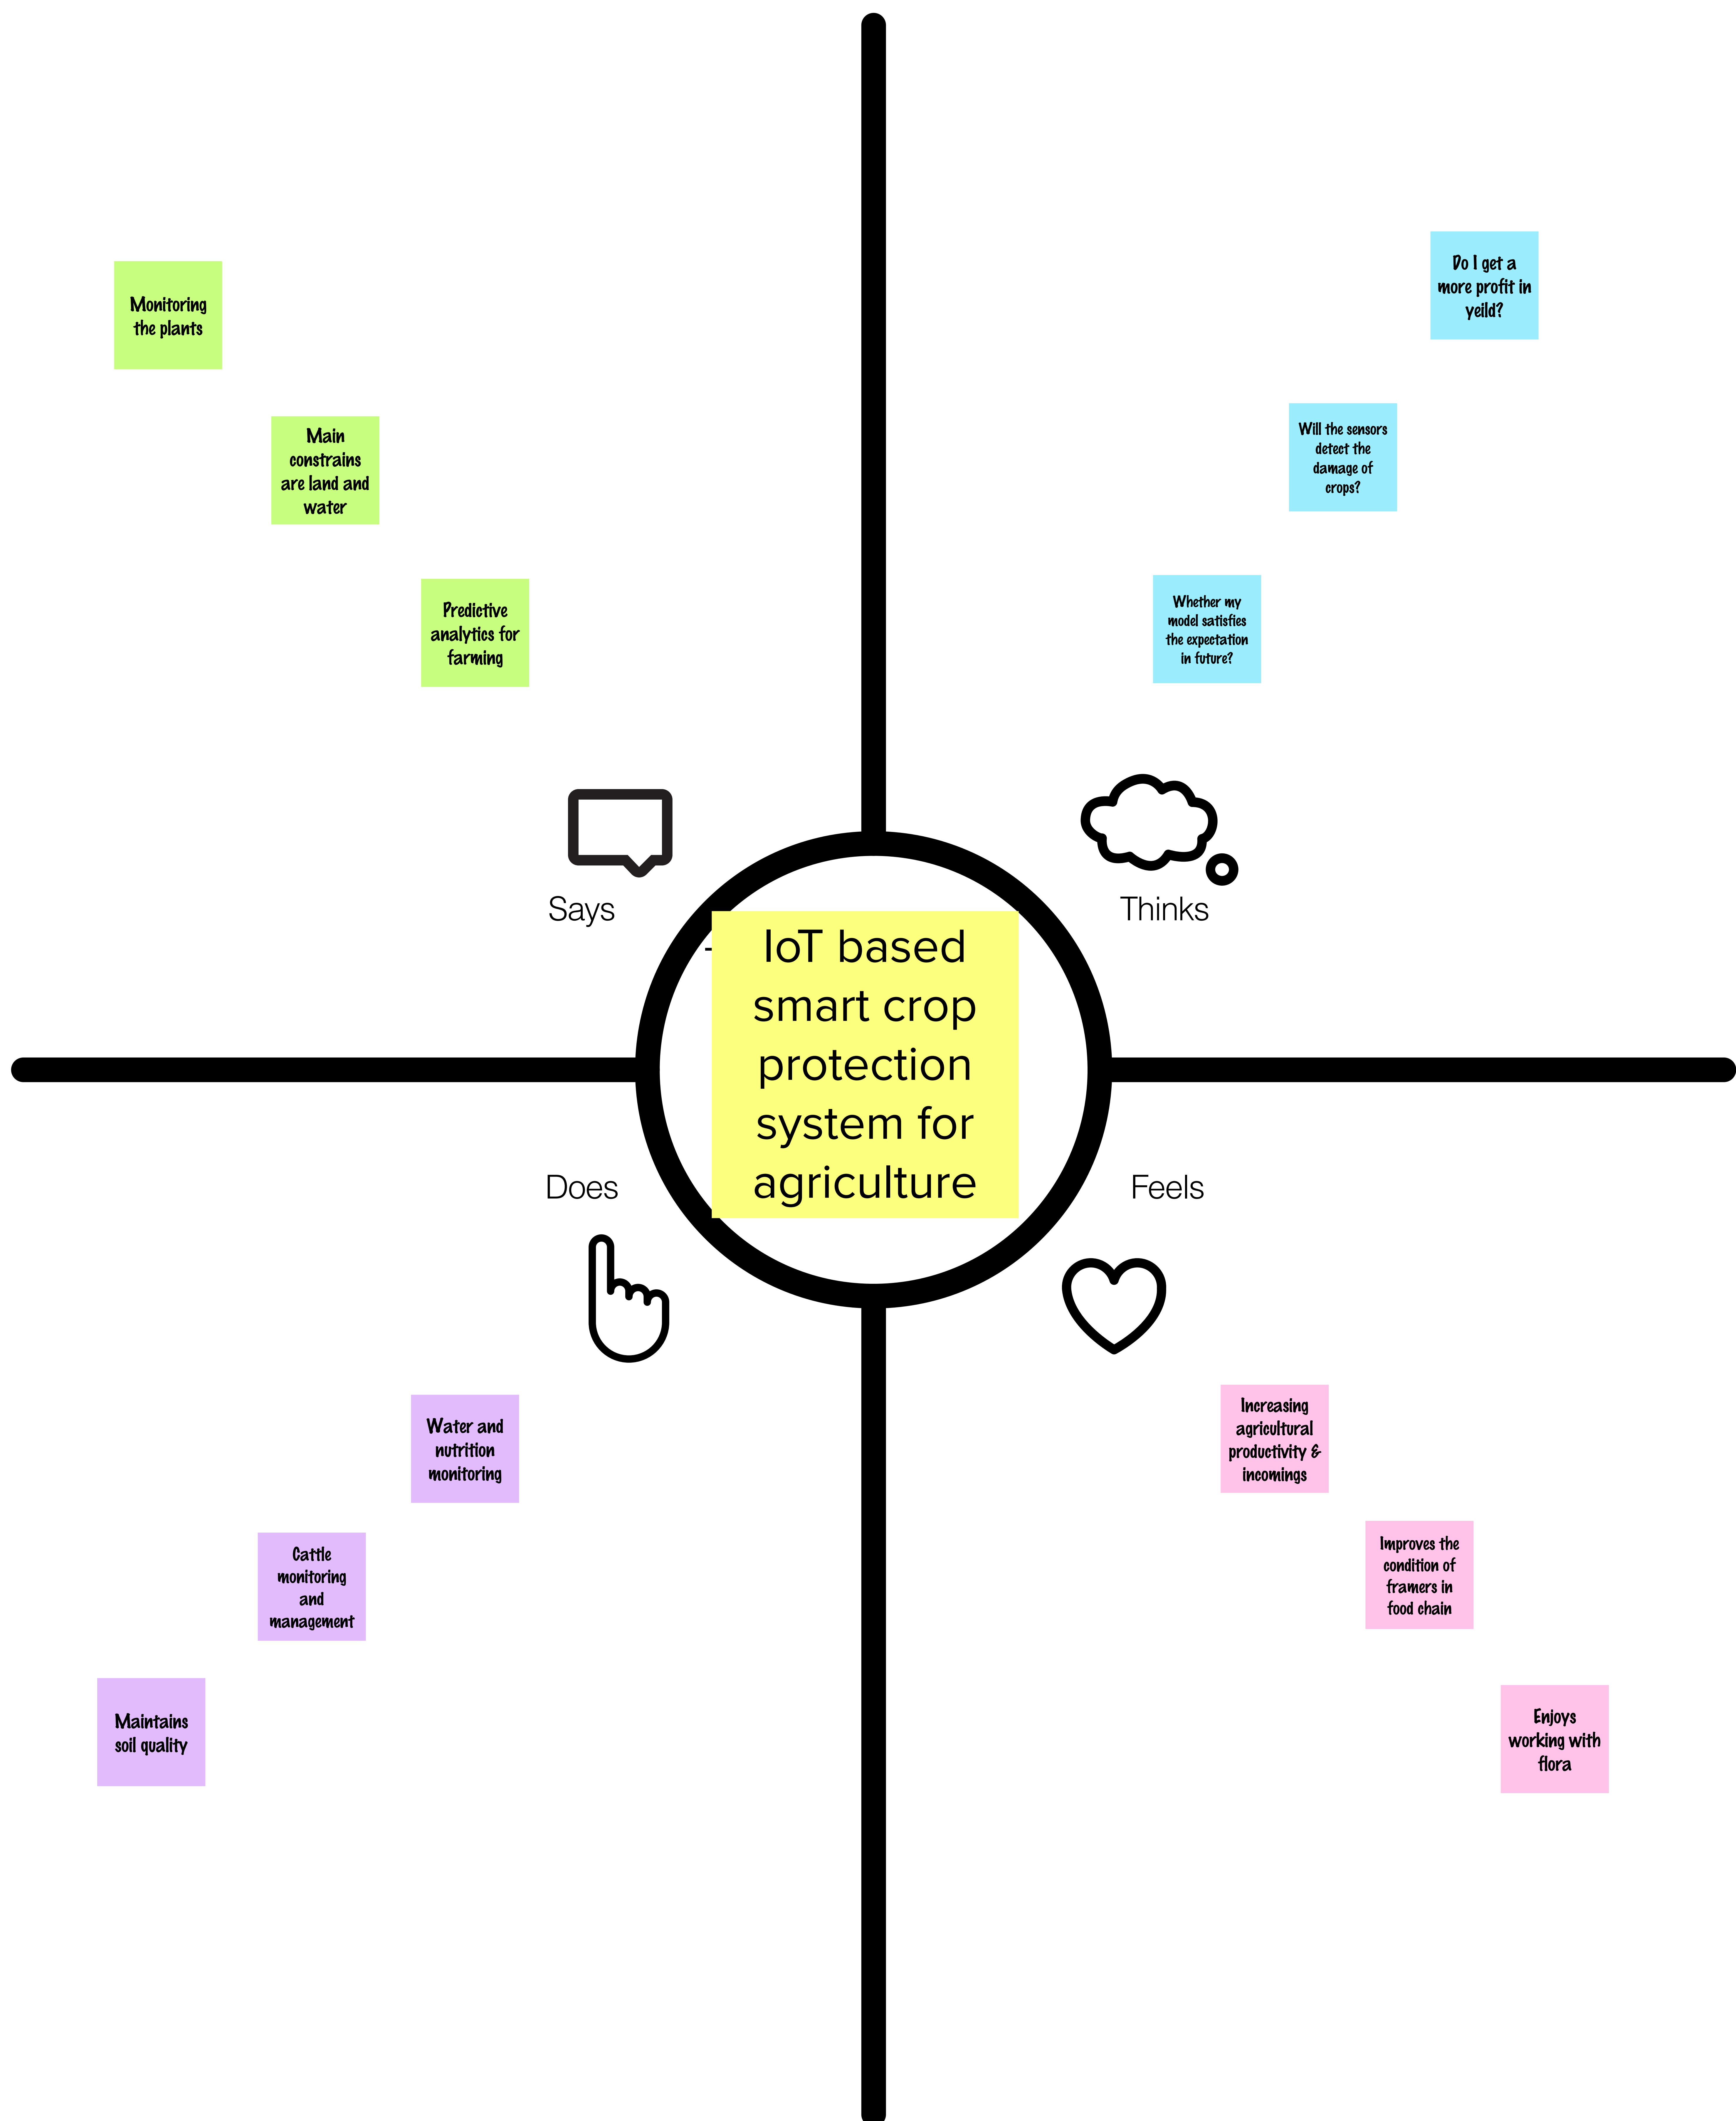 Monitoring
the plants
Main
constrains
are land and
water
Predictive
analytics for
farming
Says
Do I get a
more profit in
yeild?
Will the sensors
detect the
damage of
crops?
Whether my
model satisfies
the expectation
in future?
Thinks
IoT based
smart crop
protection
system for
agriculture
Does
Water and
nutrition
monitoring
Cattle
monitoring
and
management
Maintains
soil quality
Feels
Increasing
agricultural
productivity &
incomings
Improves the
condition of
framers in
food chain
Enjoys
working with
flora